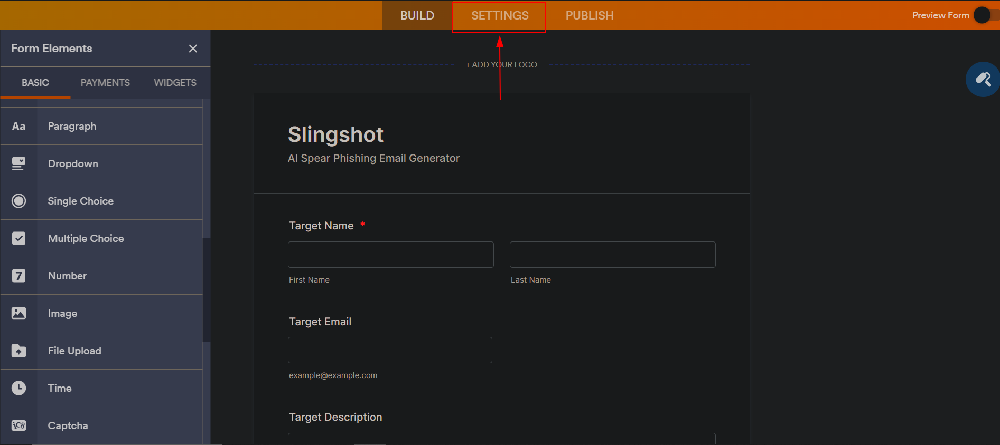 BUILD
SETTINGS
PUBLISH
Preview Form
Form Elements
BASIC
PAYMENTS
WIDGETS
Aa
Paragraph
Dropdown
Single Choice
Multiple Choice
7
Number
Image
File Upload
Time
iC8
Captcha
+ ADD YOUR LOGO
Slingshot
AI Spear Phishing Email Generator
Target Name *
First Name
Last Name
Target Email
example@example.com
Target Description